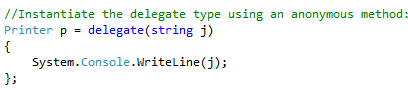 //Instantiate the delegate type using an anonymous method:
Printer p = delegate(string j)
{
    System.Console.WriteLine(j);
};